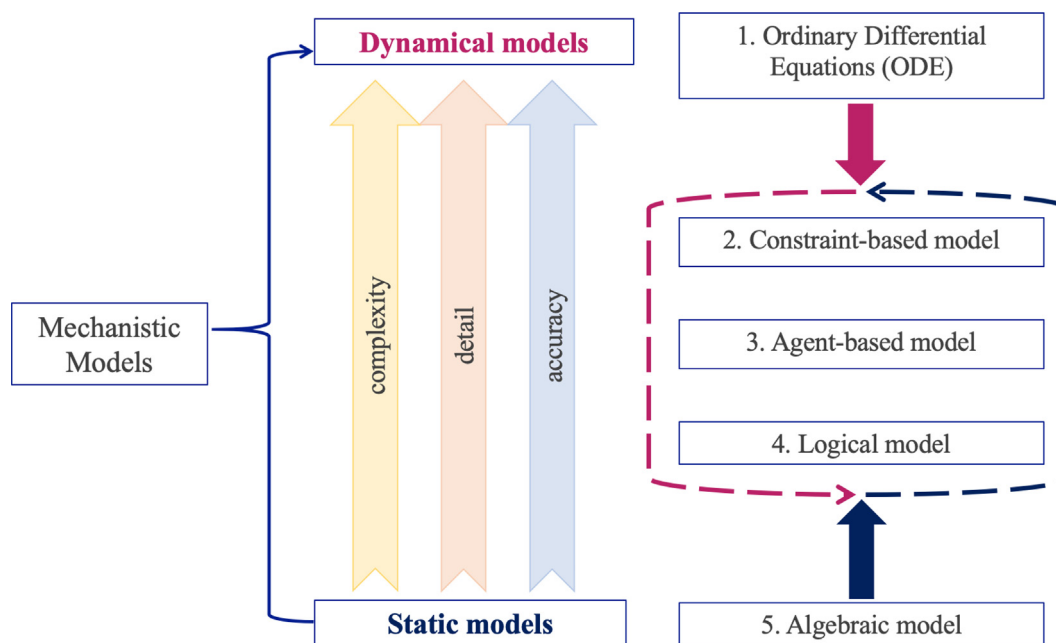 Dynamical models
1. Ordinary Differential
Equations (ODE)
2. Constraint-based model
Mechanistic
Models
complexity
detail
accuracy
3. Agent-based model
4. Logical model
Static models
5. Algebraic model